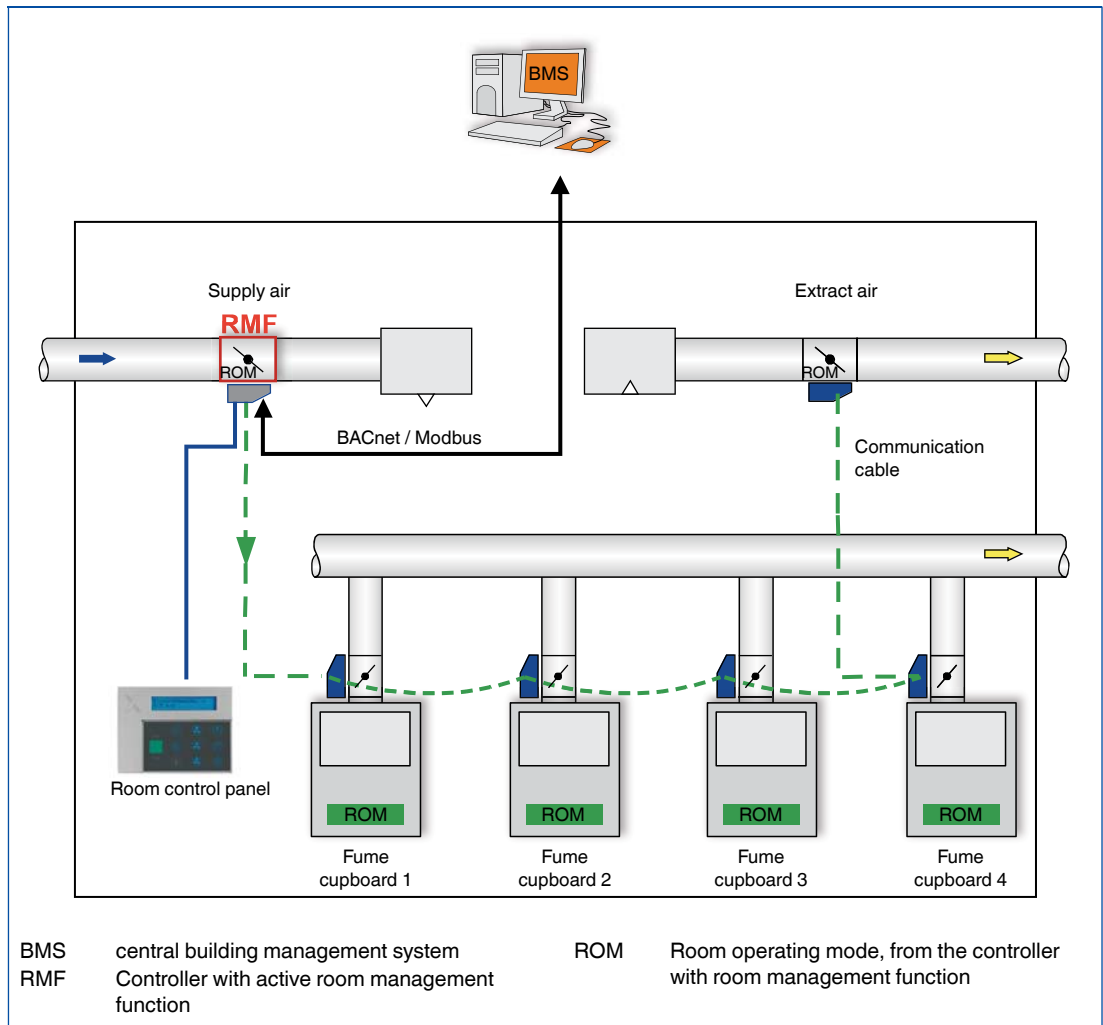 BMS
Supply air
Extract air
RMF
ROM
ROM
BACnet / Modbus
Communication
cable
Room control panel
ROM
ROM
ROM
ROM
Fume
cupboard 1
Fume
cupboard 2
Fume
cupboard 3
Fume
cupboard 4
BMS central building management system
RMF Controller with active room management
function
ROM Room operating mode, from the controller
with room management function